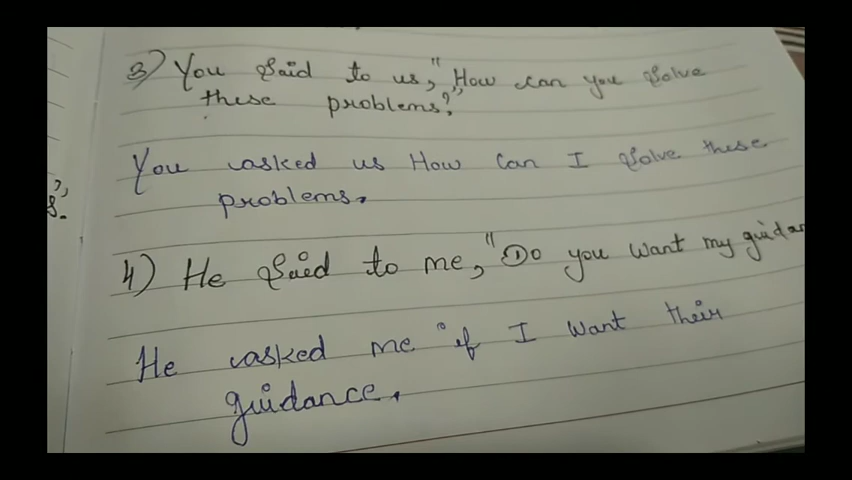 3) You said to us, "How can you solve
these problems?",
You asked us How can I solve these
problems.
4) He said to me, "Do you want my
He asked me if I want their
guidance.